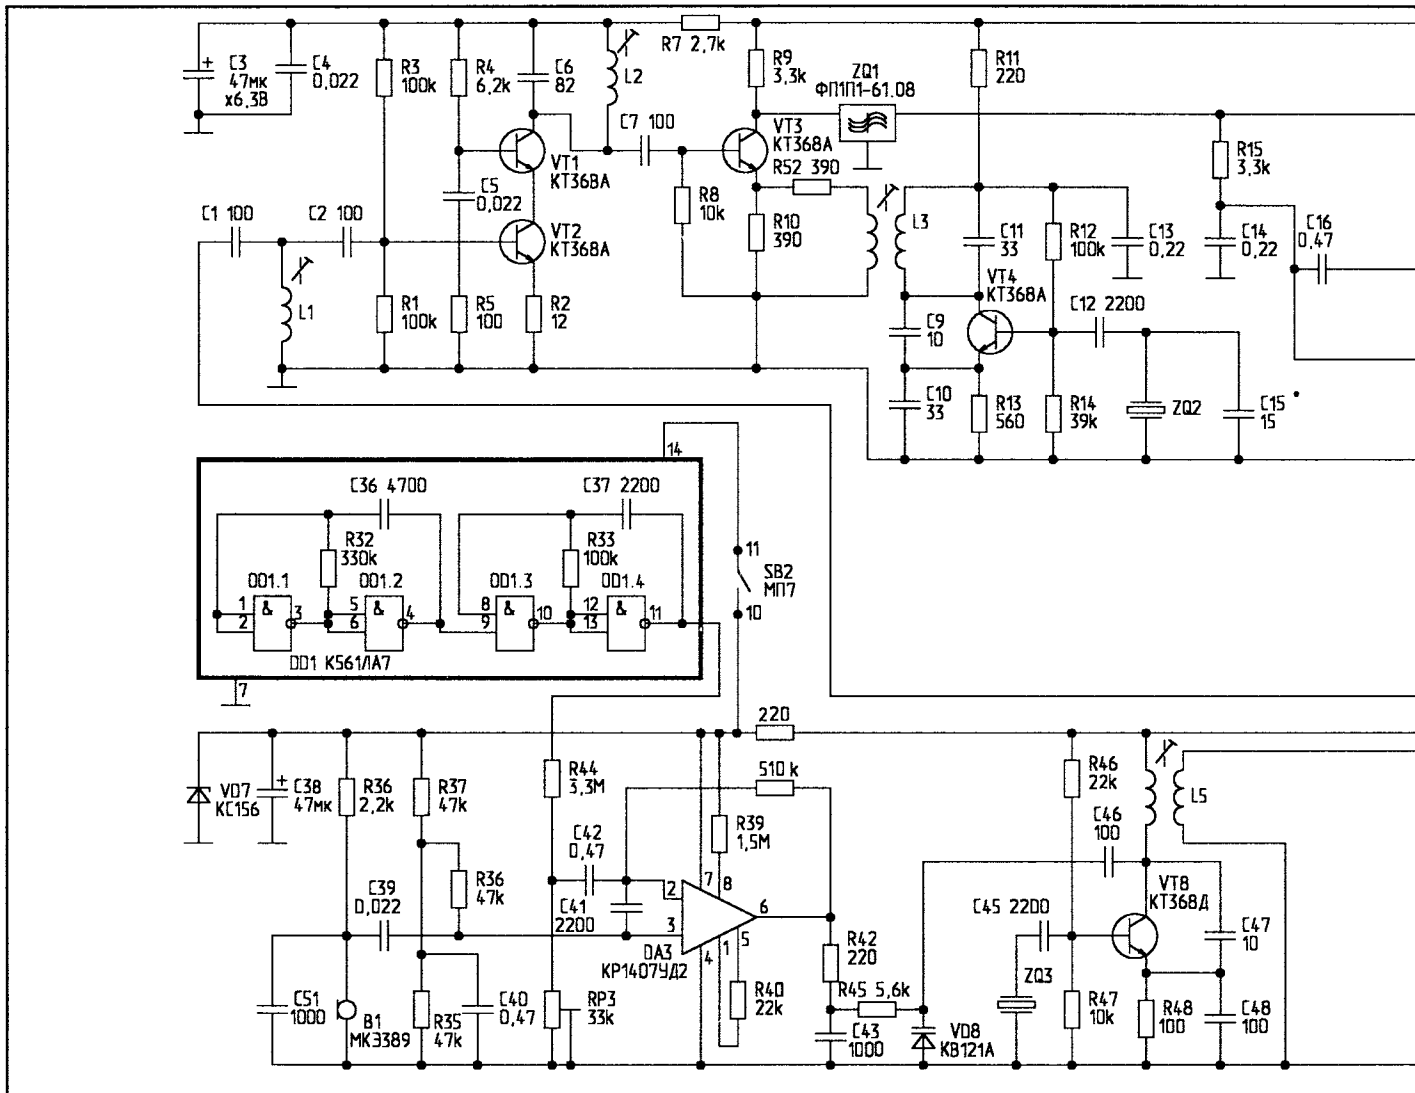 R7 2,7k
C3
47мк
x6,3В
C4
0,022
R3
100k
R4
6,2k
C6
82
L2
R9
3,3k
ZQ1
ФП1П1-61.08
R11
220
C7 100
VT1
КТ368А
VT3
КТ368А
R52 390
R15
3,3k
C5
0,022
R8
10k
R10
390
L3
C1 100
C2 100
VT2
КТ368А
C11
33
R12
100k
C13
0,22
C14
0,22
C16
0,47
VT4
КТ368А
C12 2200
L1
R1
100k
R5
100
R2
12
C9
10
C10
33
R13
560
R14
39k
ZQ2
C15
15
14
C36 4700
C37 2200
R32
330k
R33
100k
DD1.1
DD1.2
DD1.3
DD1.4
1
2
&
3
5
6
&
4
8
9
&
10
12
13
&
11
DD1 К561ЛА7
7
11
SB2
МП7
10
220
VD7
КС156
C38
47мк
R36
2,2k
R37
47k
R44
3,3М
510 k
R39
1,5М
R46
22k
L5
C46
100
C42
0,47
R36
47k
C39
0,022
C41
2200
2
3
7
8
6
1
5
4
DA3
КР1407УД2
VT8
КТ368Д
C45 2200
C47
10
R42
220
R45 5,6k
ZQ3
C51
1000
B1
МКЭ389
R35
47k
C40
0,47
RP3
33k
R40
22k
C43
1000
VD8
КВ121А
R47
10k
R48
100
C48
100